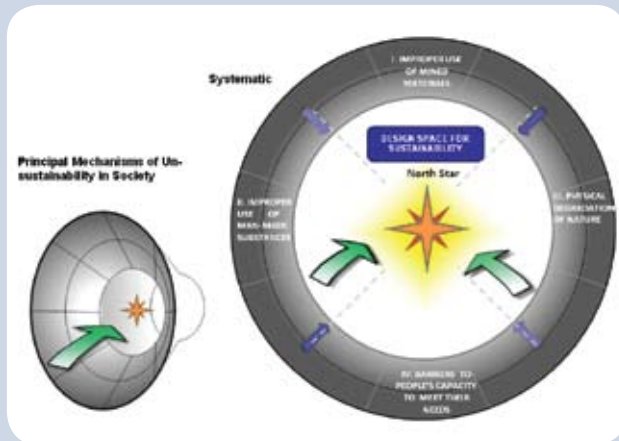 Systematic
I. IMPROPER USE
OF MINED
MATERIALS
DESIGN SPACE FOR
SUSTAINABILITY
North Star
Principal Mechanisms of Un-
sustainability in Society
II. IMPROPER
USE OF
MAN-MADE
SUBSTANCES
III. PHYSICAL
DEGRADATION
OF NATURE
IV. BARRIERS TO
PEOPLE'S CAPACITY
TO MEET THEIR
NEEDS